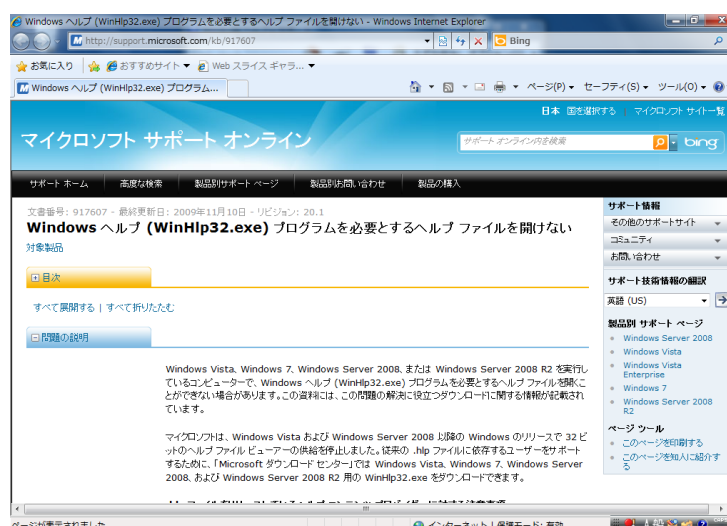 Windows ヘルプ (WinHlp32.exe) プログラムを必要とするヘルプ ファイルを開けない - Windows Internet Explorer
http://support.microsoft.com/kb/917607
Bing
お気に入り
おすすめサイト
Web スライス ギャラ...
Windows ヘルプ (WinHlp32.exe) プログラム...
ページ(P)
セーフティ(S)
ツール(O)
日本 国を選択する | マイクロソフト サイト一覧
マイクロソフト サポート オンライン
サポート オンライン内を検索
bing
サポート ホーム
高度な検索
製品別サポート ページ
製品別お問い合わせ
製品の購入
文書番号: 917607 - 最終更新日: 2009年11月10日 - リビジョン: 20.1
Windows ヘルプ (WinHlp32.exe) プログラムを必要とするヘルプ ファイルを開けない
対象製品
目次
すべて展開する | すべて折りたたむ
問題の説明
Windows Vista、Windows 7、Windows Server 2008、または Windows Server 2008 R2 を実行し
ているコンピューターで、Windows ヘルプ (WinHlp32.exe) プログラムを必要とするヘルプ ファイルを開くこ
とができない場合があります。この資料には、この問題の解決に役立つダウンロードに関する情報が記載され
ています。
マイクロソフトは、Windows Vista および Windows Server 2008 以降の Windows のリリースで 32 ビ
ットのヘルプ ファイル ビューアーの供給を停止しました。従来の .hlp ファイルに依存するユーザーをサポート
するために、「Microsoft ダウンロード センター」では Windows Vista、Windows 7、Windows Server
2008、および Windows Server 2008 R2 用の WinHlp32.exe をダウンロードできます。
サポート情報
その他のサポートサイト
コミュニティ
お問い合わせ
サポート技術情報の翻訳
英語 (US)
製品別 サポート ページ
Windows Server 2008
Windows Vista
Windows Vista
Enterprise
Windows 7
Windows Server 2008
R2
ページ ツール
このページを印刷する
このページを知人に紹介す
る
ページが表示されました
インターネット | 保護モード: 有効